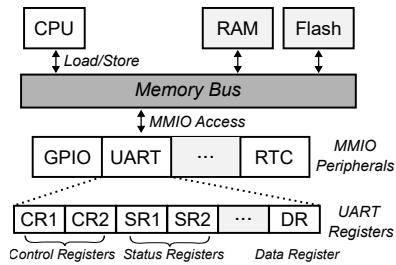 CPU
RAM
Flash
Load/Store
Memory Bus
MMIO Access
GPIO
UART
...
RTC
MMIO
Peripherals
CR1
CR2
SR1
SR2
...
DR
UART
Registers
Control Registers
Status Registers
Data Register